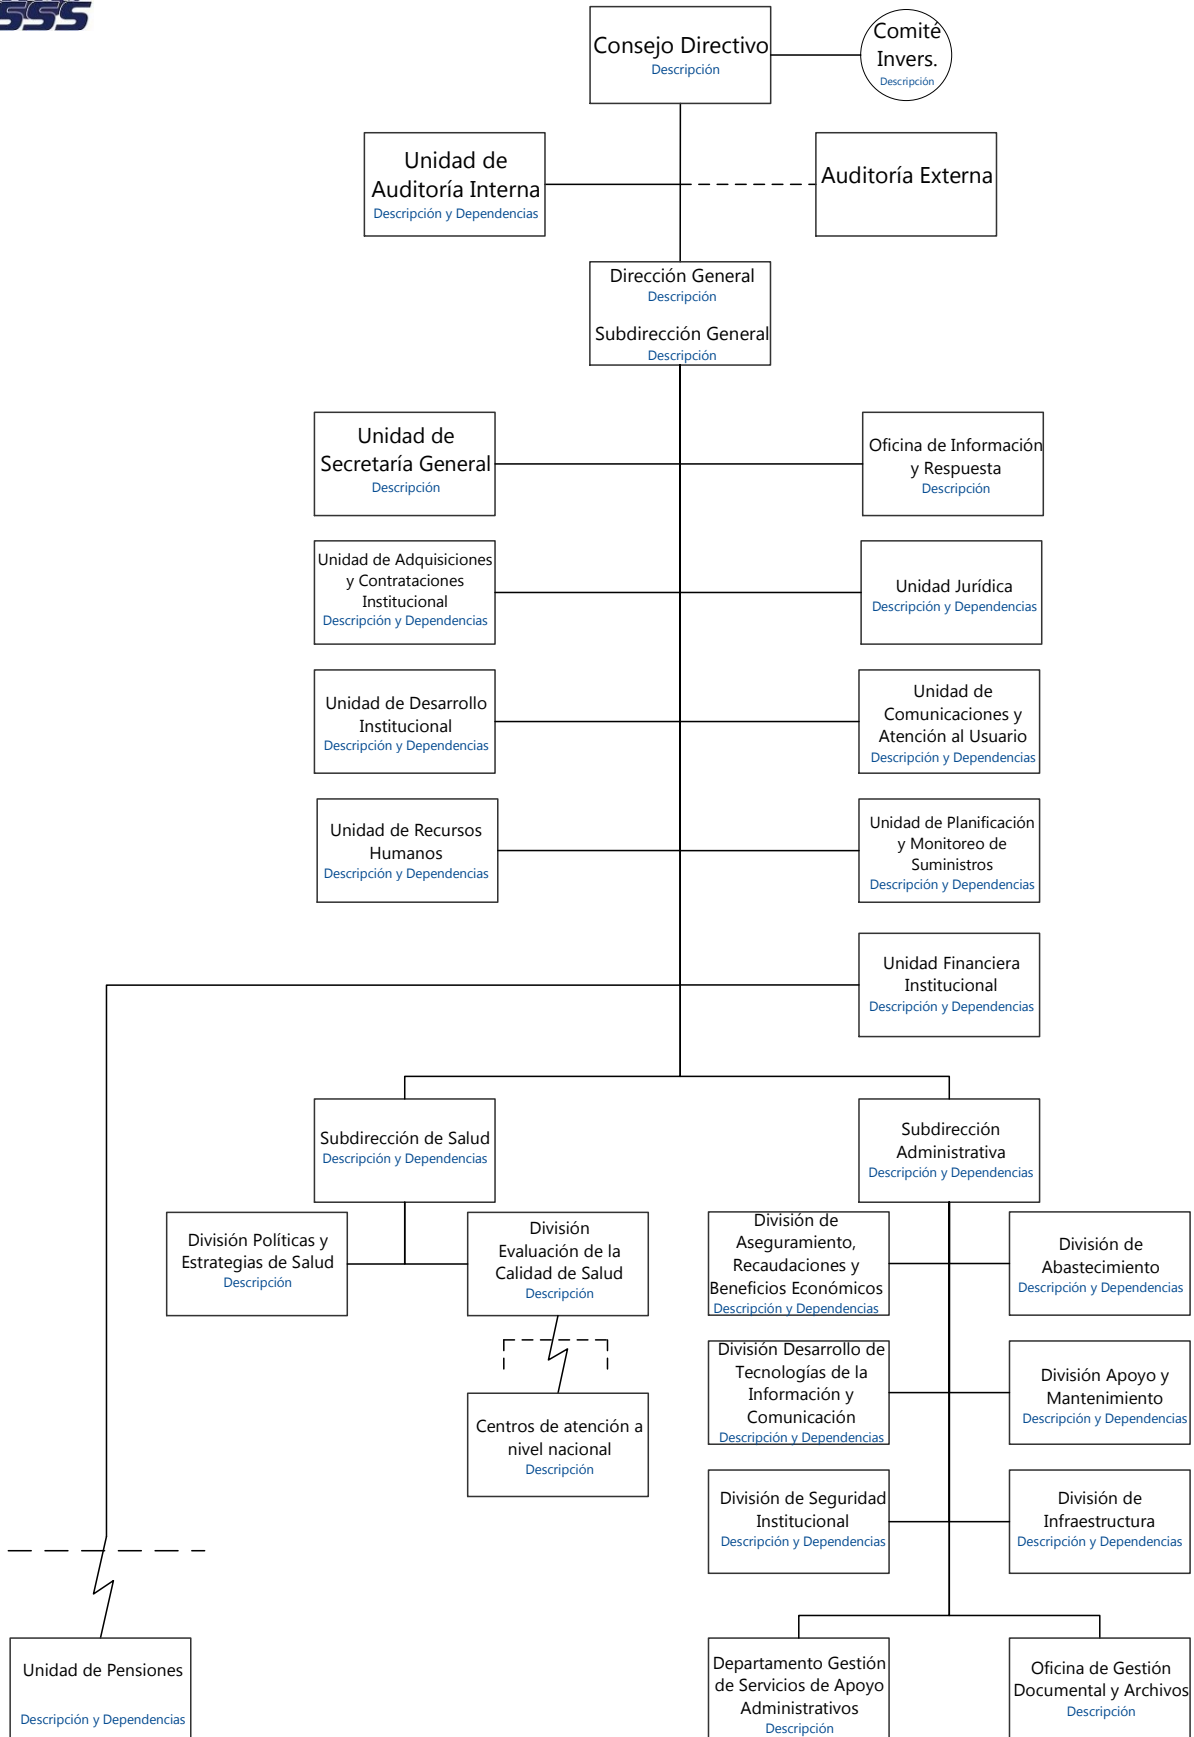 SSS
Consejo Directivo
Descripción
Comité
Invers.
Descripción
Unidad de
Auditoría Interna
Descripción y Dependencias
Auditoría Externa
Dirección General
Descripción
Subdirección General
Descripción
Unidad de
Secretaría General
Descripción
Oficina de Información
y Respuesta
Descripción
Unidad de Adquisiciones
y Contrataciones
Institucional
Descripción y Dependencias
Unidad Jurídica
Descripción y Dependencias
Unidad de Desarrollo
Institucional
Descripción y Dependencias
Unidad de
Comunicaciones y
Atención al Usuario
Descripción y Dependencias
Unidad de Recursos
Humanos
Descripción y Dependencias
Unidad de Planificación
y Monitoreo de
Suministros
Descripción y Dependencias
Unidad Financiera
Institucional
Descripción y Dependencias
Subdirección de Salud
Descripción y Dependencias
Subdirección
Administrativa
Descripción y Dependencias
División Políticas y
Estrategias de Salud
Descripción
División
Evaluación de la
Calidad de Salud
Descripción
División de
Aseguramiento,
Recaudaciones y
Beneficios Económicos
Descripción y Dependencias
División de
Abastecimiento
Descripción y Dependencias
Centros de atención a
nivel nacional
Descripción
División Desarrollo de
Tecnologías de la
Información y
Comunicación
Descripción y Dependencias
División Apoyo y
Mantenimiento
Descripción y Dependencias
División de Seguridad
Institucional
Descripción y Dependencias
División de
Infraestructura
Descripción y Dependencias
Unidad de Pensiones
Descripción y Dependencias
Departamento Gestión
de Servicios de Apoyo
Administrativos
Descripción
Oficina de Gestión
Documental y Archivos
Descripción